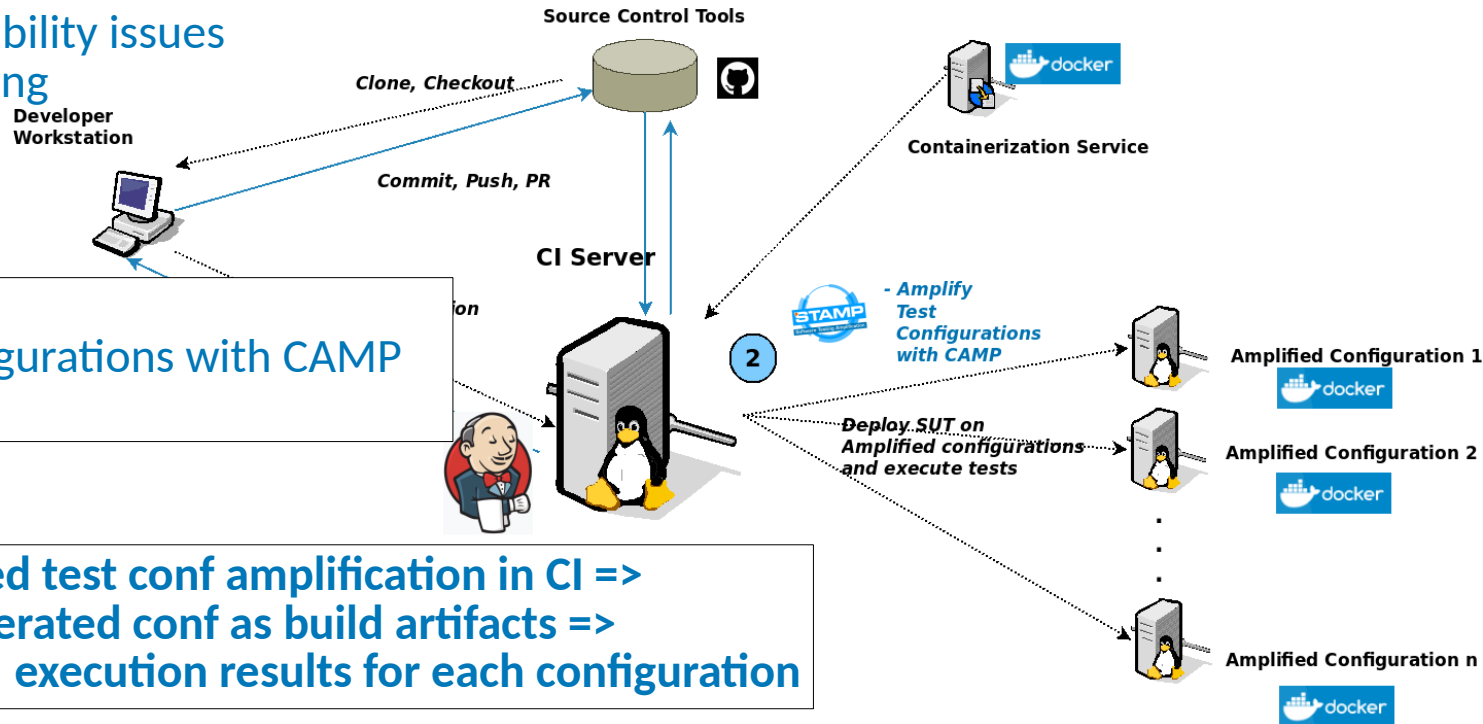 bility issues
ng
Source Control Tools
docker
Clone, Checkout
Developer
Workstation
Containerization Service
Commit, Push, PR
CI Server
ion
STAMP
Software Testing Amplification
- Amplify
Test
Configurations
with CAMP
2
gurations with CAMP
Amplified Configuration 1
docker
Deploy SUT on
Amplified configurations
and execute tests
Amplified Configuration 2
docker
.
.
.
ed test conf amplification in CI =>
erated conf as build artifacts =>
execution results for each configuration
Amplified Configuration n
docker